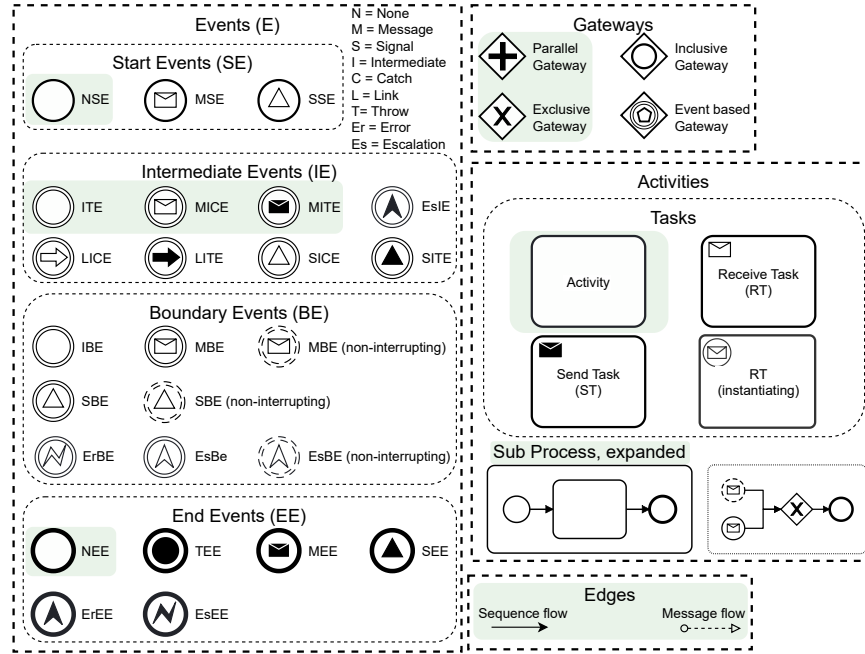 Events (E)
N = None
M = Message
S = Signal
I = Intermediate
C = Catch
L = Link
T= Throw
Er = Error
Es = Escalation
Start Events (SE)
NSE
MSE
SSE
Intermediate Events (IE)
ITE
MICE
MITE
EsIE
LICE
LITE
SICE
SITE
Boundary Events (BE)
IBE
MBE
MBE (non-interrupting)
SBE
SBE (non-interrupting)
ErBE
EsBe
EsBE (non-interrupting)
End Events (EE)
NEE
TEE
MEE
SEE
ErEE
EsEE
Gateways
Parallel
Gateway
Inclusive
Gateway
X
Exclusive
Gateway
Event based
Gateway
Activities
Tasks
Activity
Receive Task
(RT)
Send Task
(ST)
RT
(instantiating)
Sub Process, expanded
X
Edges
Sequence flow
Message flow